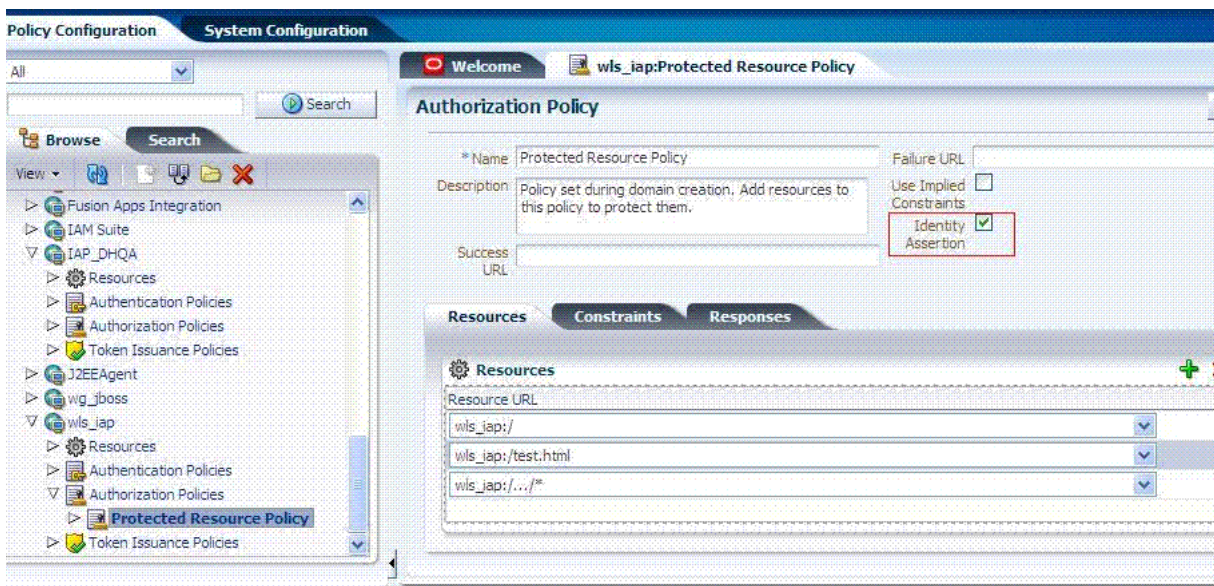 Policy Configuration
System Configuration
All
Search
Browse
Search
View
Fusion Apps Integration
IAM Suite
IAP_DHQA
Resources
Authentication Policies
Authorization Policies
Token Issuance Policies
J2EEAgent
wg_jboss
wls_iap
Resources
Authentication Policies
Authorization Policies
Protected Resource Policy
Token Issuance Policies
Welcome
wls_iap:Protected Resource Policy
Authorization Policy
* Name Protected Resource Policy
Description Policy set during domain creation. Add resources to
this policy to protect them.
Success
URL
Failure URL
Use Implied
Constraints
Identity
Assertion
Resources
Constraints
Responses
Resources
Resource URL
wls_iap:/
wls_iap:/test.html
wls_iap:/.../*